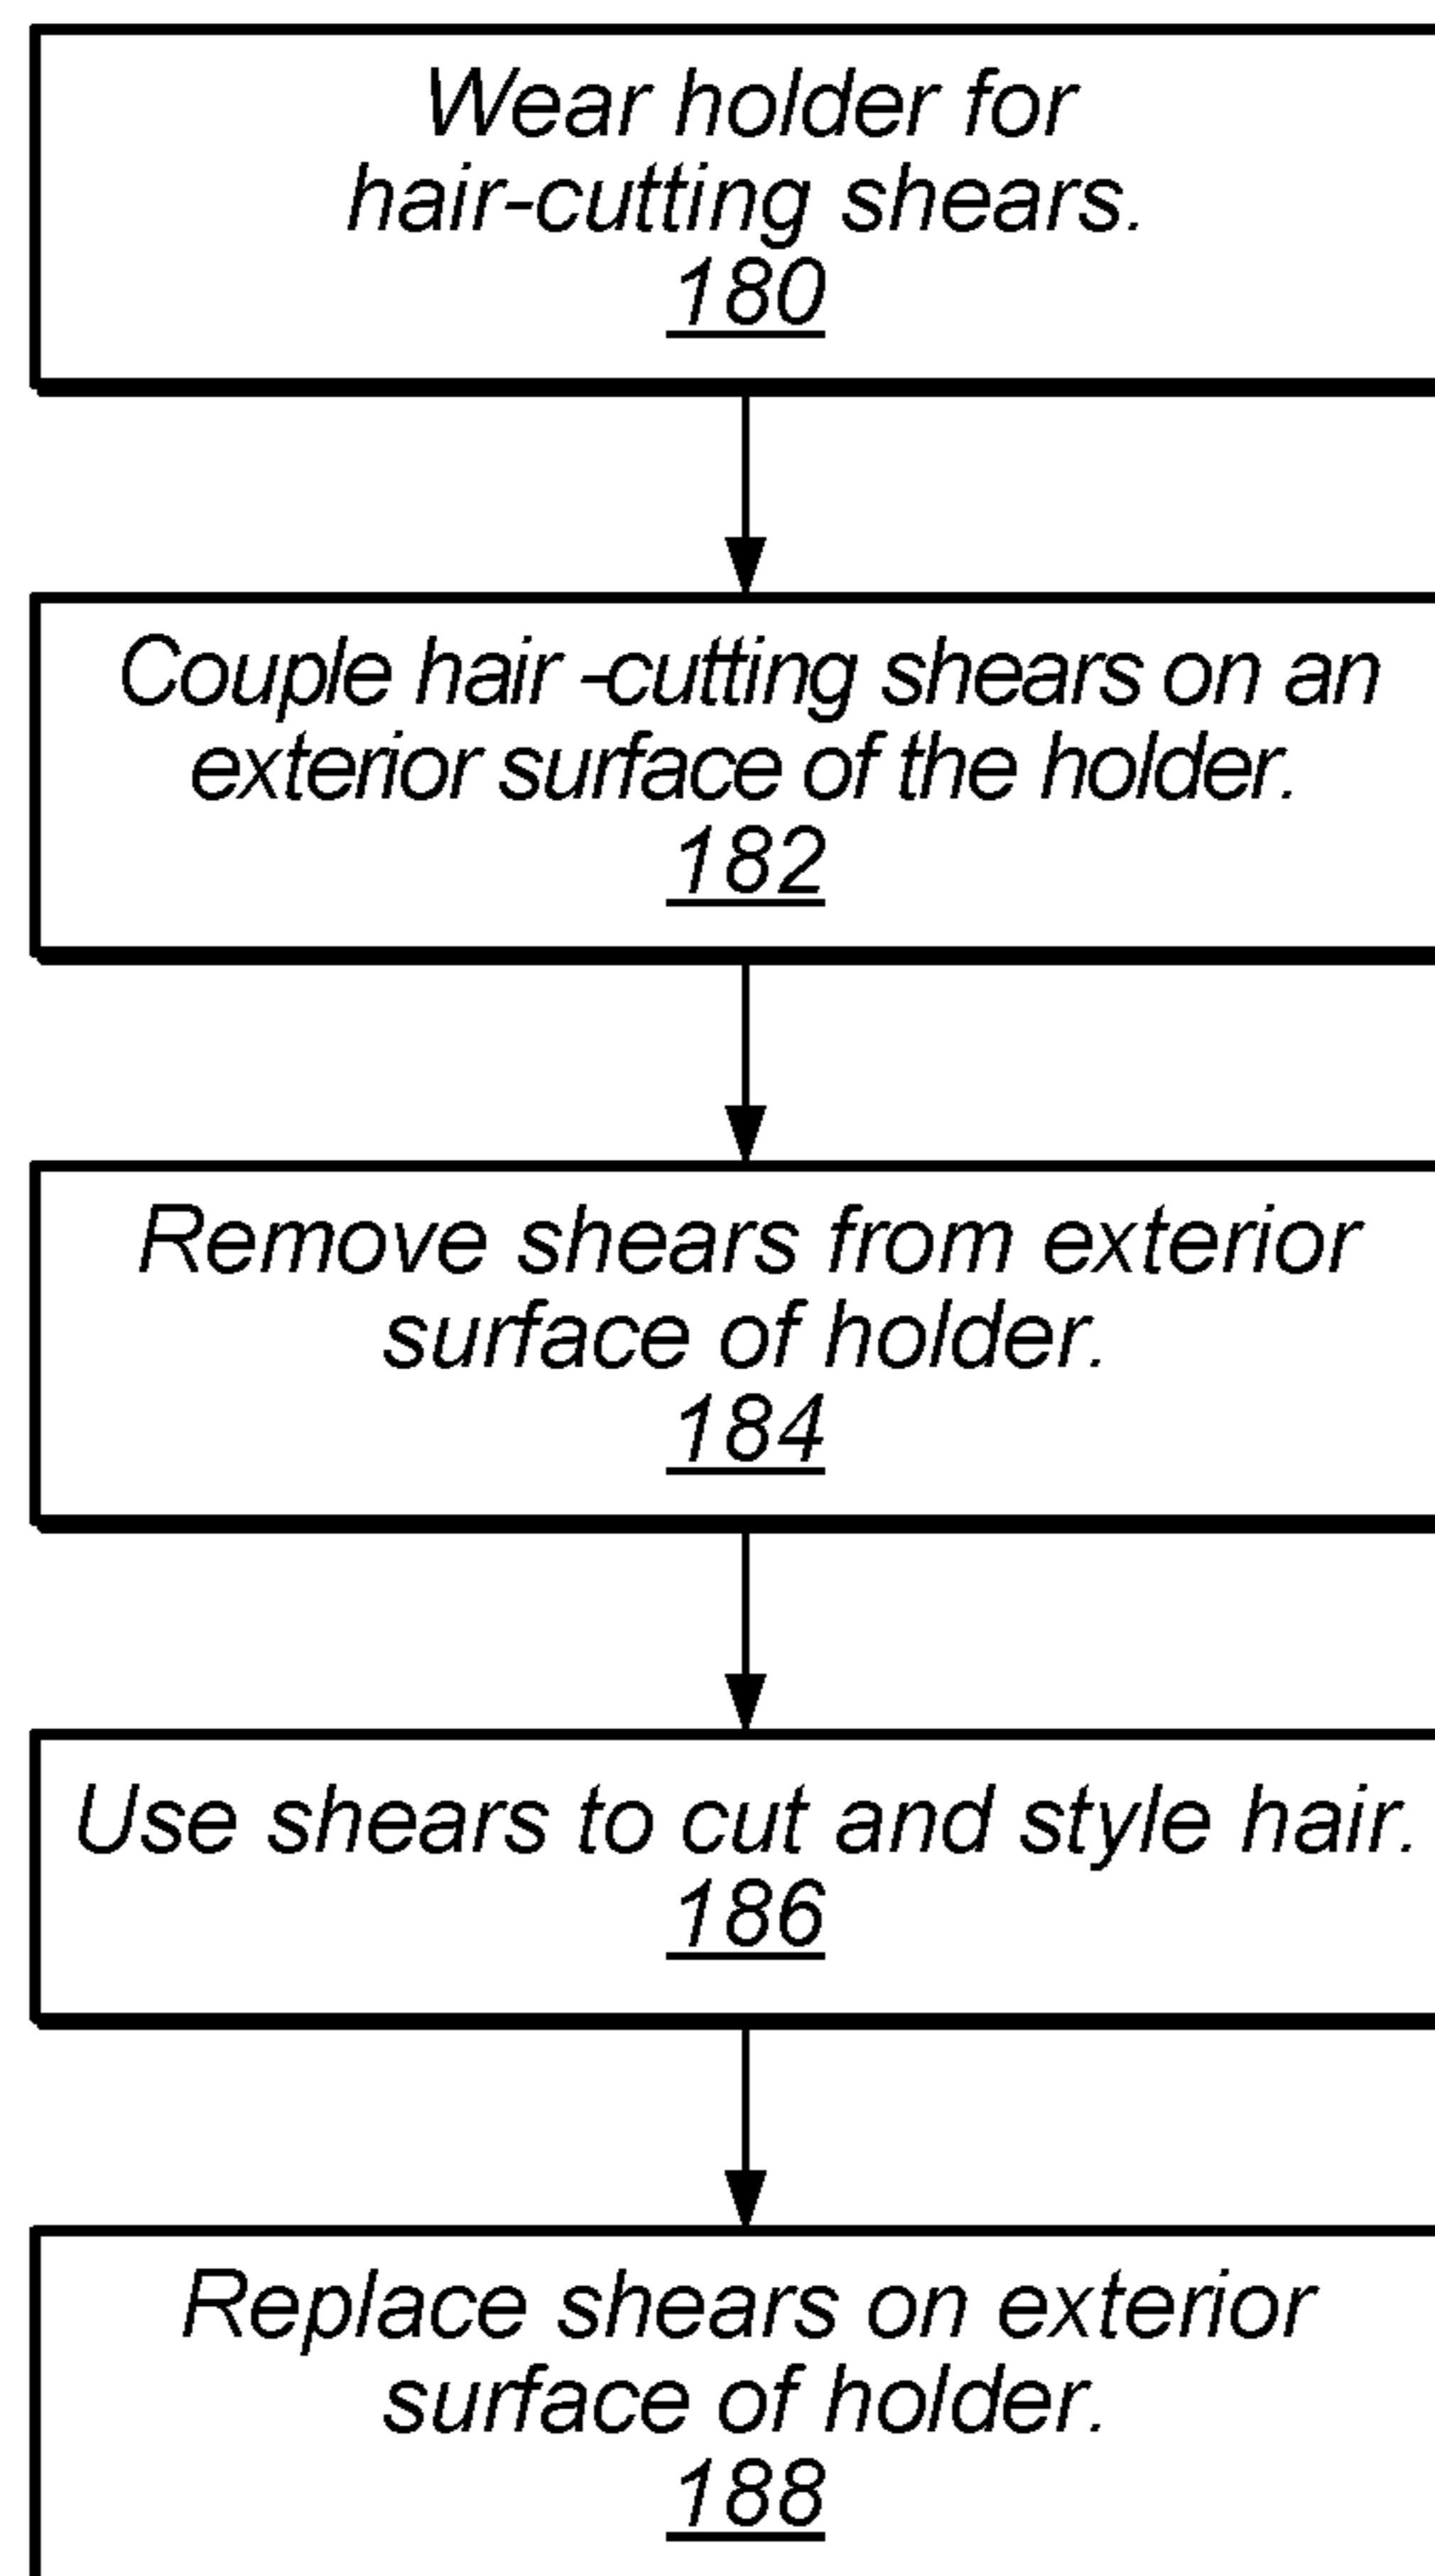 Wear holder for
hair-cutting shears.
180
Couple hair -cutting shears on an
exterior surface of the holder.
182
Remove shears from exterior
surface of holder.
184
Use shears to cut and style hair.
186
Replace shears on exterior
surface of holder.
188